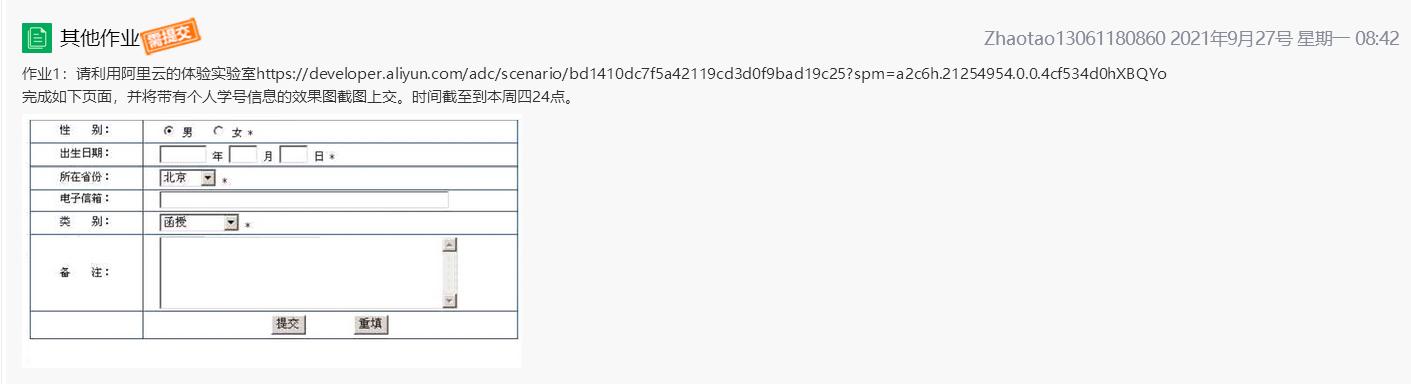 其他作业 需提交 Zhaotao13061180860 2021年9月27号 星期一 08:42
作业1：请利用阿里云的体验实验室https://developer.aliyun.com/adc/scenario/bd1410dc7f5a42119cd3d0f9bad19c25?spm=a2c6h.21254954.0.0.4cf534d0hXBQYo
完成如下页面，并将带有个人学号信息的效果图截图上交。时间截至到本周四24点。
性 别： 男 女 *
出生日期： 年 月 日 *
所在省份： 北京 *
电子信箱：
类 别： 函授 *
备 注：
提交 重填